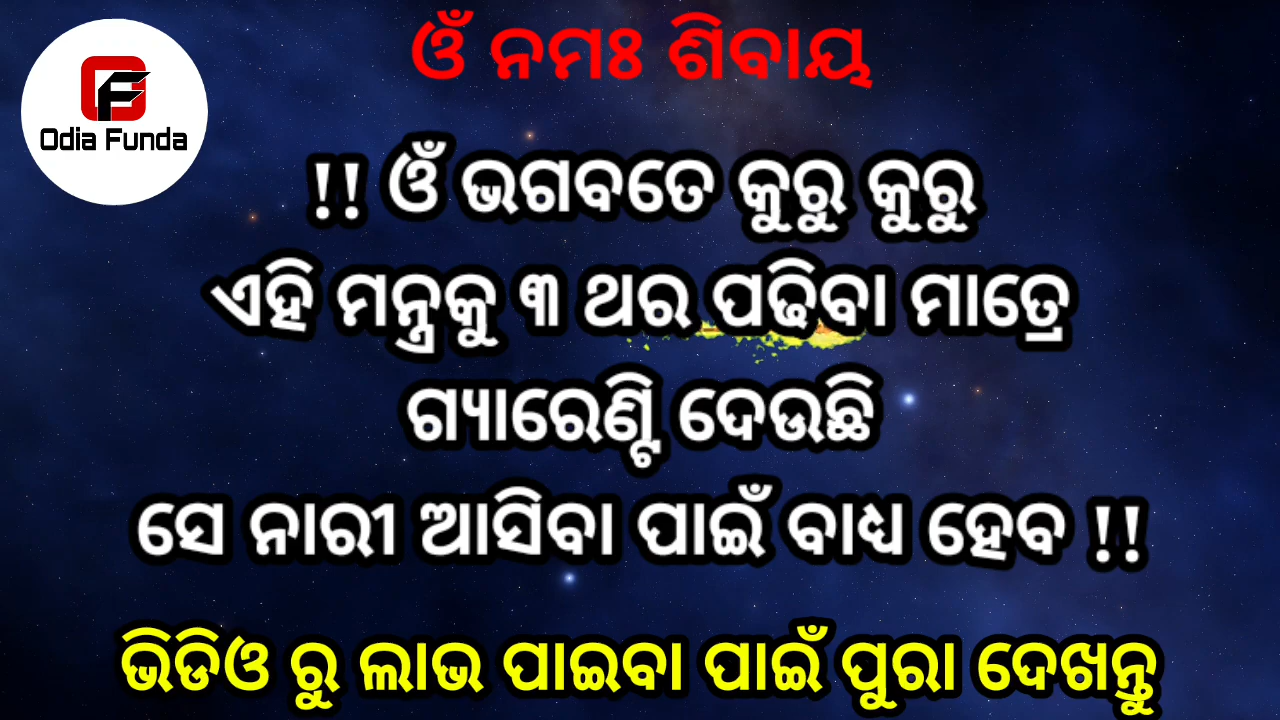 ଓଁ ନମଃ ଶିବାୟ
Odia Funda
!! ଓଁ ଭଗବତେ କୁରୁ କୁରୁ
ଏହି ମନ୍ତ୍ରକୁ ୩ ଥର ପଢିବା ମାତ୍ରେ
ଗ୍ୟାରେଣ୍ଟି ଦେଉଛି
ସେ ନାରୀ ଆସିବା ପାଇଁ ବାଧ୍ୟ ହେବ !!
ଭିଡିଓ ରୁ ଲାଭ ପାଇବା ପାଇଁ ପୁରା ଦେଖନ୍ତୁ